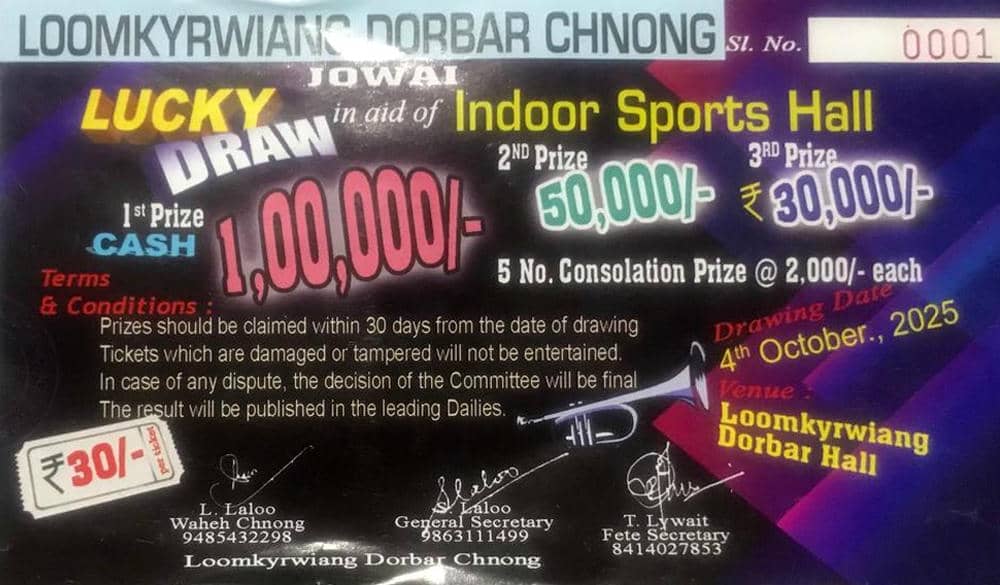 LOOMKYRWIANG DORBAR CHNONG
Sl. No. 0001
JOWAI
LUCKY DRAW
in aid of Indoor Sports Hall
1st Prize
CASH
1,00,000/-
2ND Prize
50,000/-
3RD Prize
₹ 30,000/-
5 No. Consolation Prize @ 2,000/- each
Terms
& Conditions :
Prizes should be claimed within 30 days from the date of drawing
Tickets which are damaged or tampered will not be entertained.
In case of any dispute, the decision of the Committee will be final
The result will be published in the leading Dailies.
Drawing Date
4th October., 2025
Venue :
Loomkyrwiang
Dorbar Hall
₹30/- per ticket
L. Laloo
Waheh Chnong
9485432298
S. Laloo
General Secretary
9863111499
T. Lywait
Fete Secretary
8414027853
Loomkyrwiang Dorbar Chnong